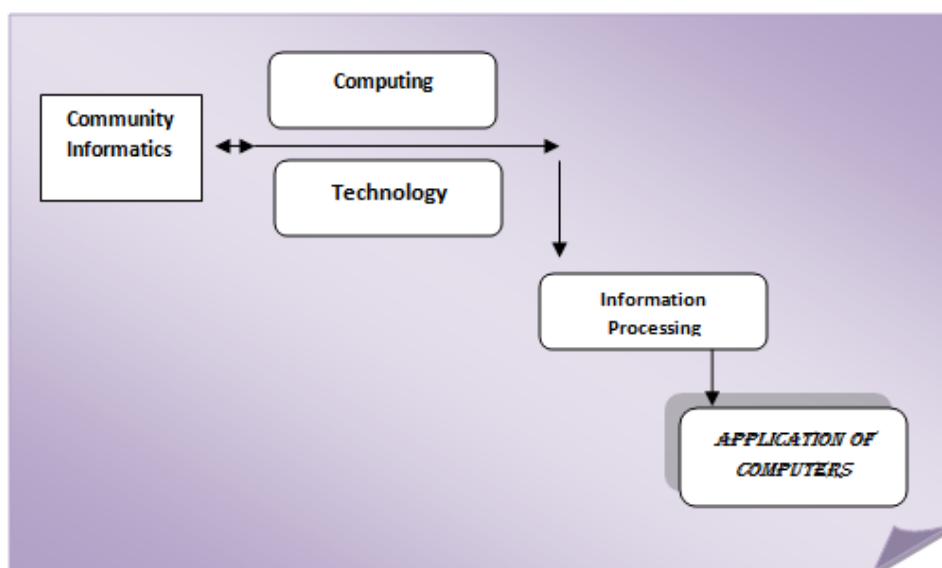 Computing
Community
Informatics
Technology
Information
Processing
APPLICATION OF
COMPUTERS